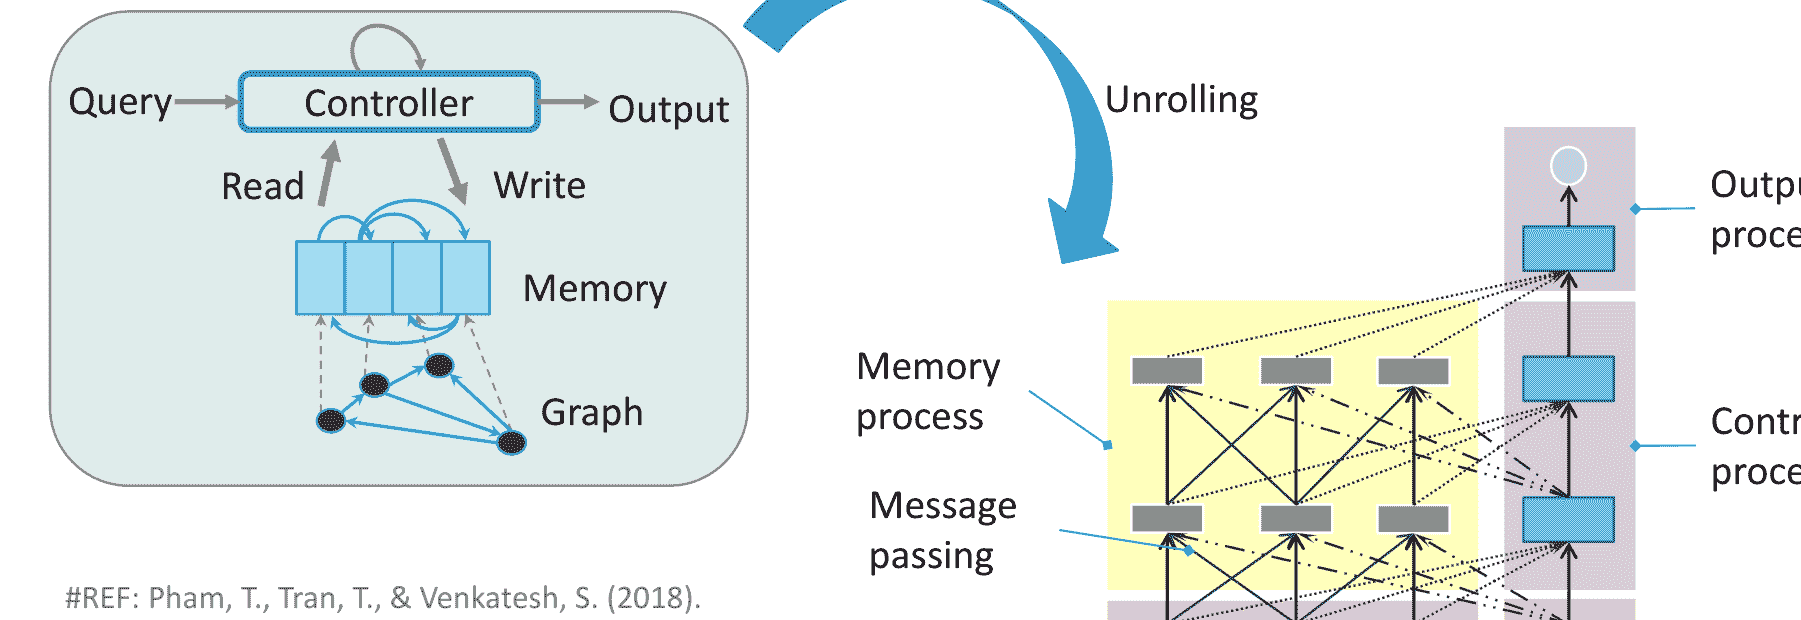 Query
Controller
Output
Read
Write
Memory
Graph
Unrolling
Memory
process
Message
passing
#REF: Pham, T., Tran, T., & Venkatesh, S. (2018).